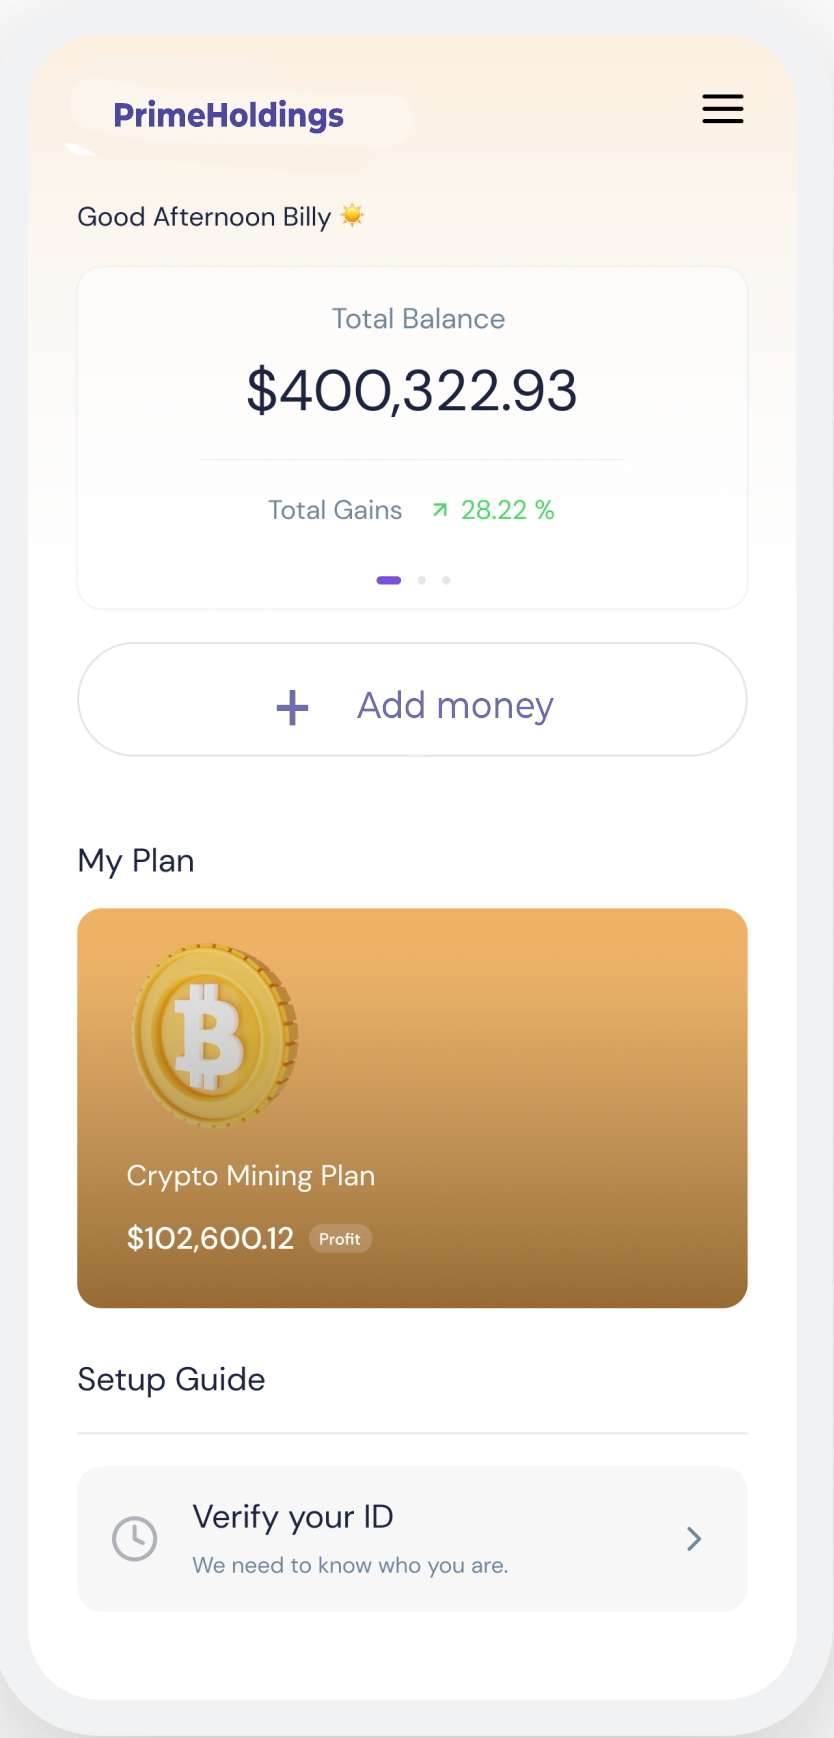 PrimeHoldings
Good Afternoon Billy ☀️
Total Balance
$400,322.93
Total Gains 28.22 %
+ Add money
My Plan
Crypto Mining Plan
$102,600.12 Profit
Setup Guide
Verify your ID
We need to know who you are.